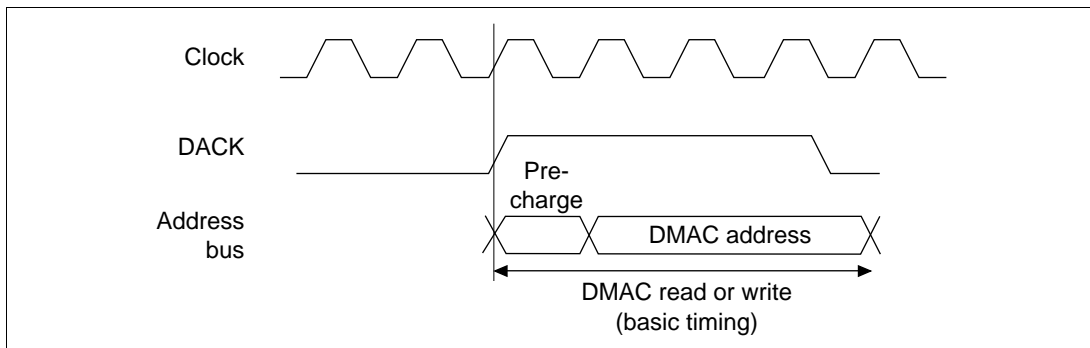 Clock
DACK
Pre-
charge
Address
bus
DMAC address
DMAC read or write
(basic timing)